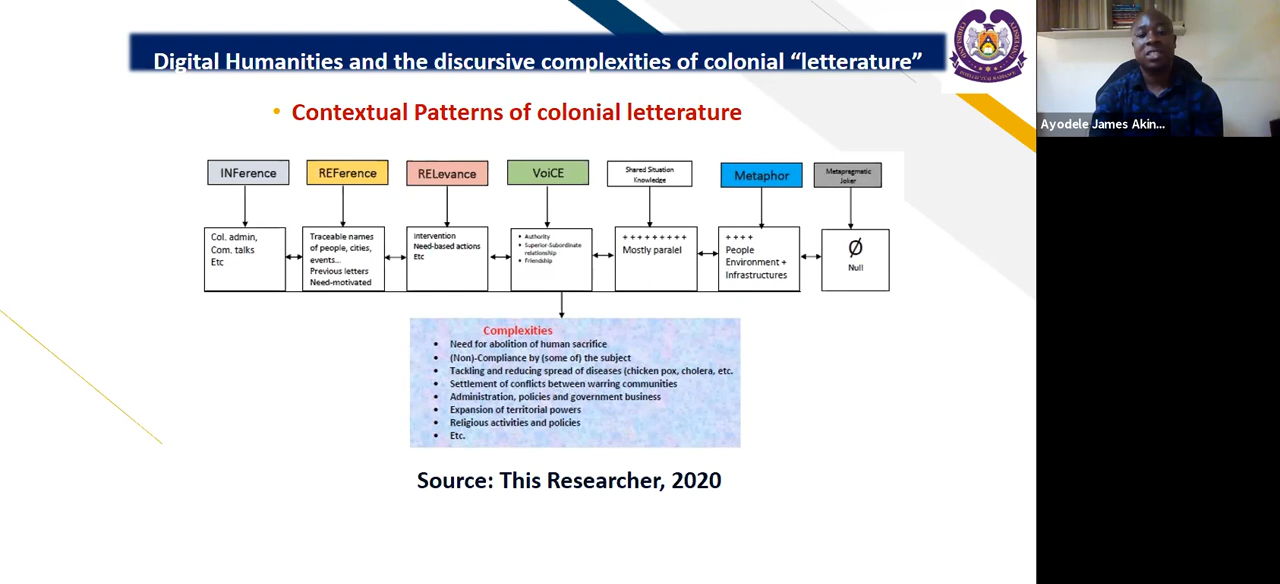 Digital Humanities and the discursive complexities of colonial “letterature”
• Contextual Patterns of colonial letterature
INFerence
REFerence
RELevance
VoiCE
Shared Situation
Knowledge
Metaphor
Metapragmatic
Joker
Col. admin,
Com. talks
Etc
Traceable names
of people, cities,
events...
Previous letters
Need-motivated
Intervention
Need-based actions
Etc
• Authority
• Superior-Subordinate
relationship
• Friendship
+ + + + + + + + +
Mostly paralel
+ + + +
People
Environment +
Infrastructures
Ø
Null
Complexities
• Need for abolition of human sacrifice
• (Non)-Compliance by (some of) the subject
• Tackling and reducing spread of diseases (chicken pox, cholera, etc.
• Settlement of conflicts between warring communities
• Administration, policies and government business
• Expansion of territorial powers
• Religious activities and policies
• Etc.
Source: This Researcher, 2020
Ayodele James Akin...